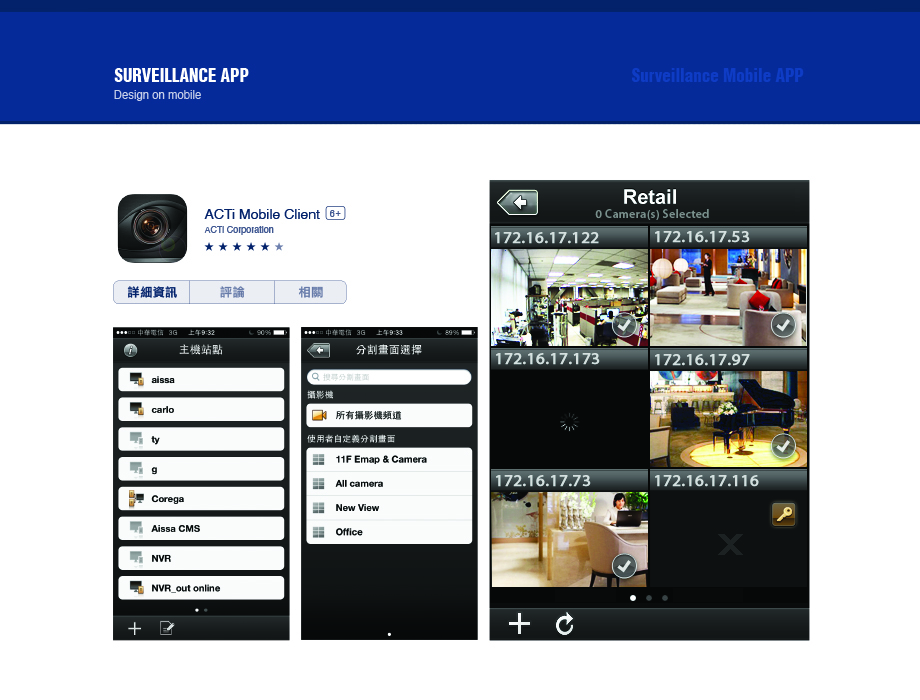 SURVEILLANCE APP
Design on mobile
Surveillance Mobile APP
ACTi Mobile Client 6+
ACTi Corporation
詳細資訊 評論 相關
中華電信 3G 上午9:32 90%
主機站點
aissa
carlo
ty
g
Corega
Aissa CMS
NVR
NVR_out online
中華電信 3G 上午9:33 89%
分割畫面選擇
搜尋分割畫面
攝影機
所有攝影機頻道
使用者自定義分割畫面
11F Emap & Camera
All camera
New View
Office
Retail
0 Camera(s) Selected
172.16.17.122
172.16.17.53
172.16.17.173
172.16.17.97
172.16.17.73
172.16.17.116